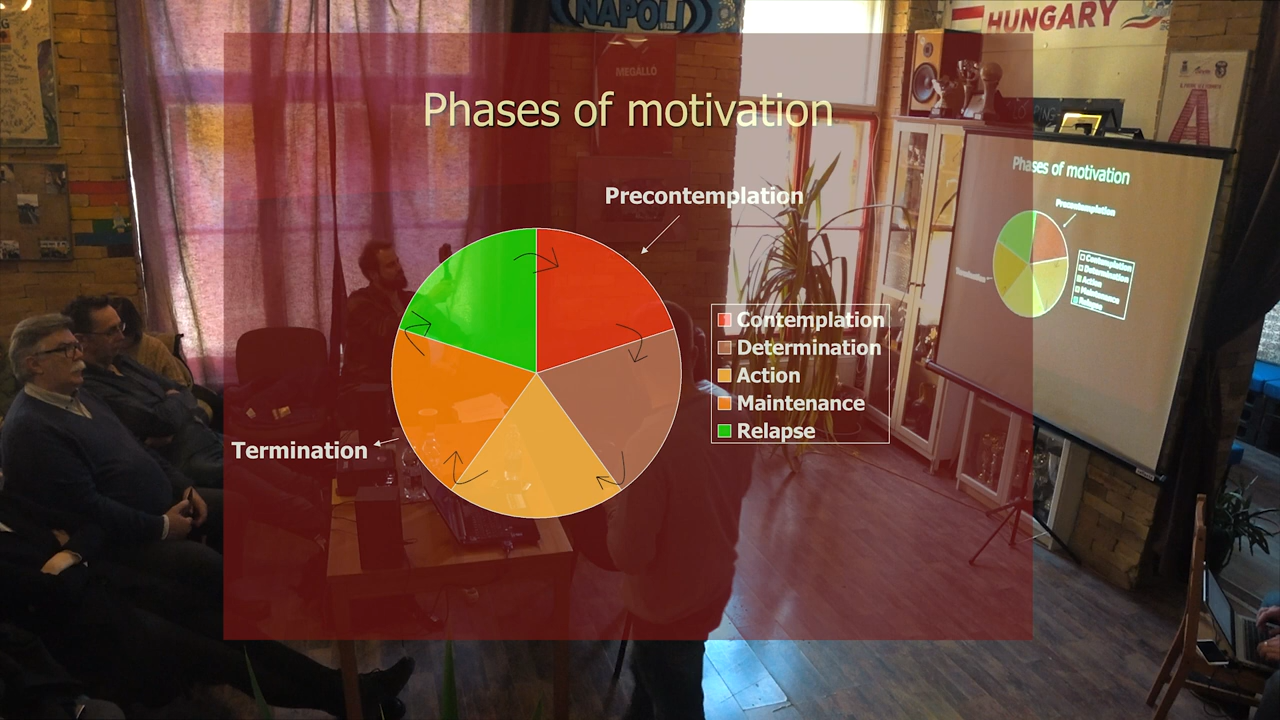 NAPOLI
HUNGARY
MEGÁLLÓ
Phases of motivation
Precontemplation
Contemplation
Determination
Action
Maintenance
Relapse
Termination
Phases of motivation
Precontemplation
Contemplation
Determination
Action
Maintenance
Relapse
Termination